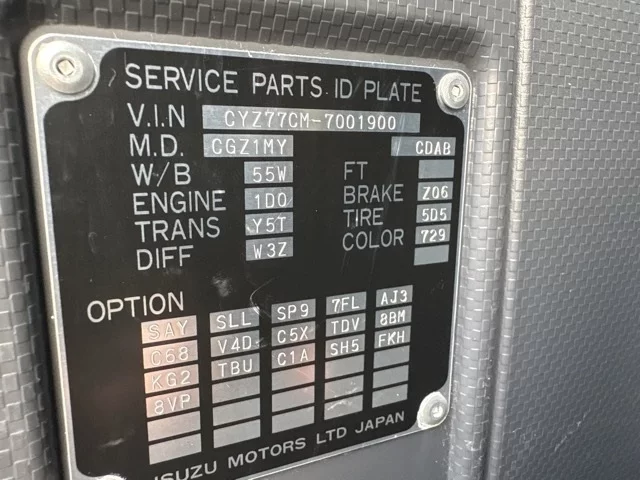 SERVICE PARTS ID PLATE
V.I.N CYZ77CM-7001900
M.D. CGZ1MY CDAB
W/B 55W FT
ENGINE 1D0 BRAKE Z06
TRANS Y5T TIRE 5D5
DIFF W3Z COLOR 729
OPTION
SAY SLL SP9 7FL AJ3
C68 V4D C5X TDV 8BM
KG2 TBU C1A SH5 FKH
8VP
ISUZU MOTORS LTD JAPAN